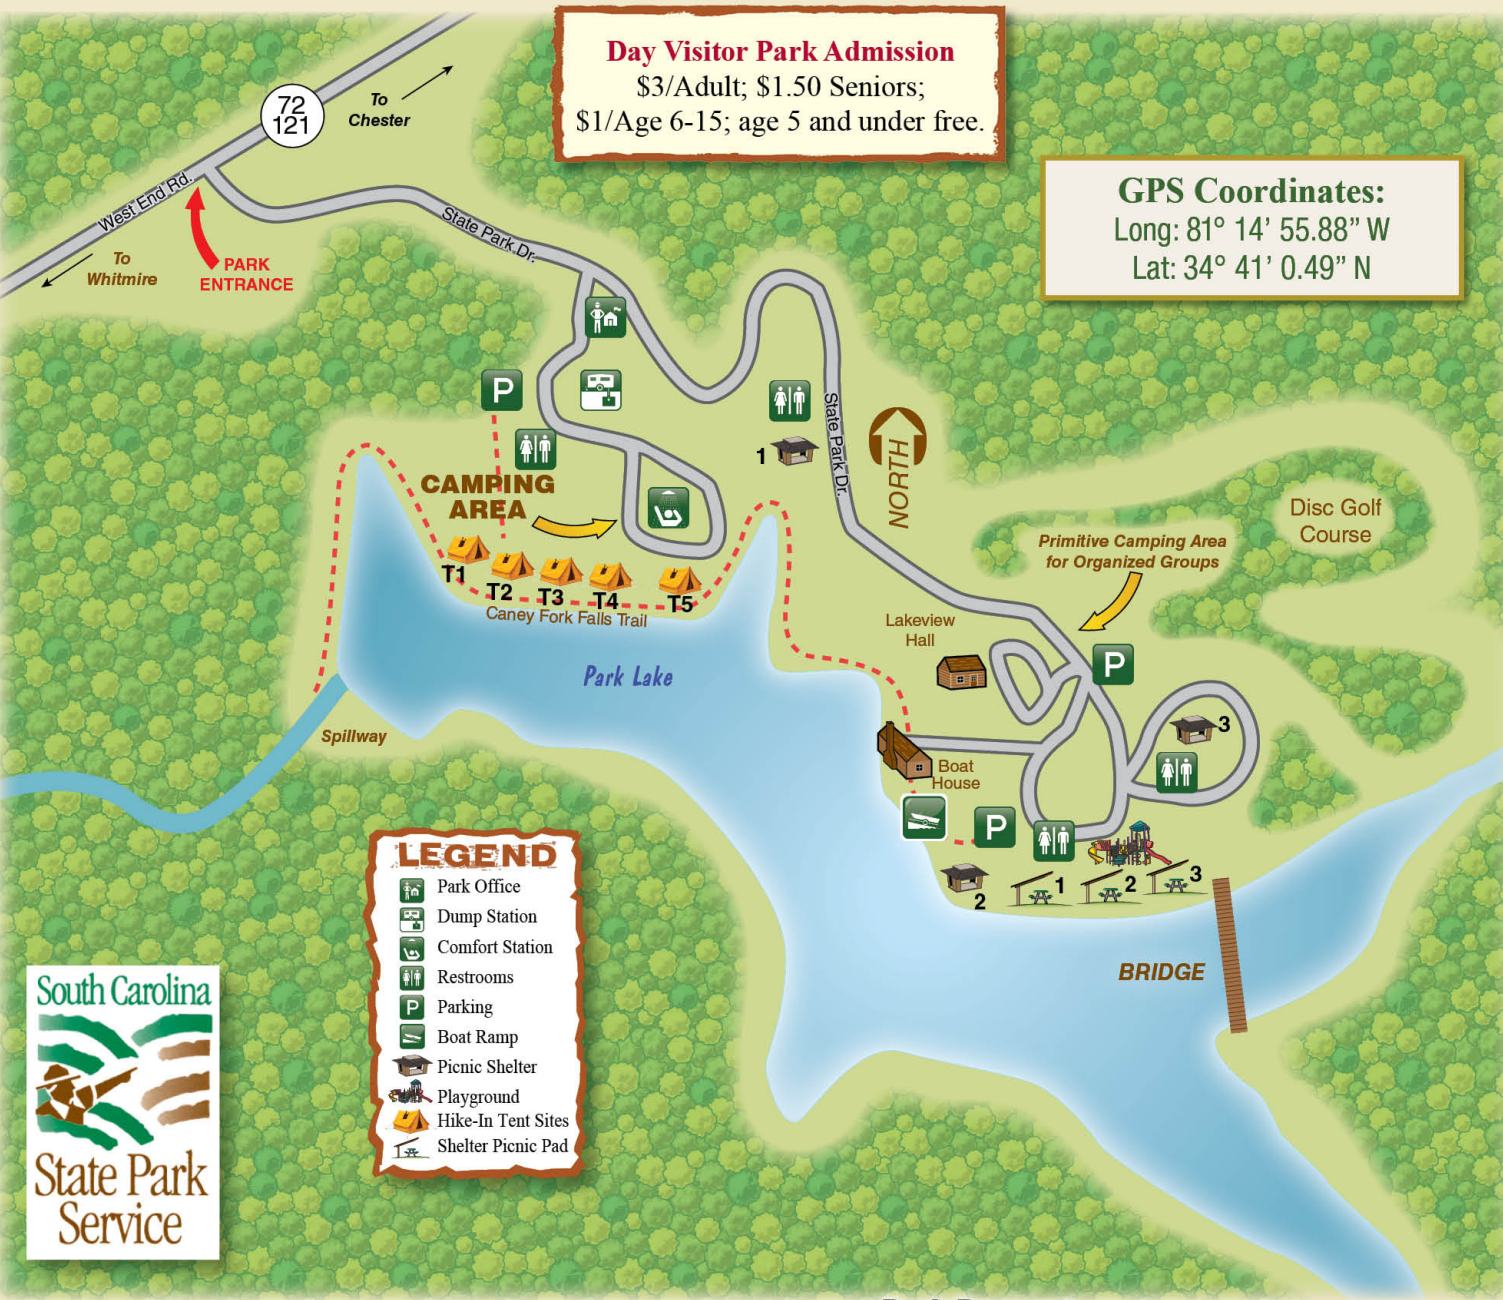 Day Visitor Park Admission
$3/Adult; $1.50 Seniors;
$1/Age 6-15; age 5 and under free.
72
121
To
Chester
West End Rd.
To
Whitmire
PARK
ENTRANCE
State Park Dr.
GPS Coordinates:
Long: 81° 14’ 55.88” W
Lat: 34° 41’ 0.49” N
P
1
State Park Dr.
NORTH
CAMPING
AREA
T1
T2
T3
T4
T5
Caney Fork Falls Trail
Park Lake
Spillway
Disc Golf
Course
Primitive Camping Area
for Organized Groups
Lakeview
Hall
P
3
Boat
House
P
2
1
2
3
BRIDGE
LEGEND
Park Office
Dump Station
Comfort Station
Restrooms
P Parking
Boat Ramp
Picnic Shelter
Playground
Hike-In Tent Sites
Shelter Picnic Pad
South Carolina
State Park
Service